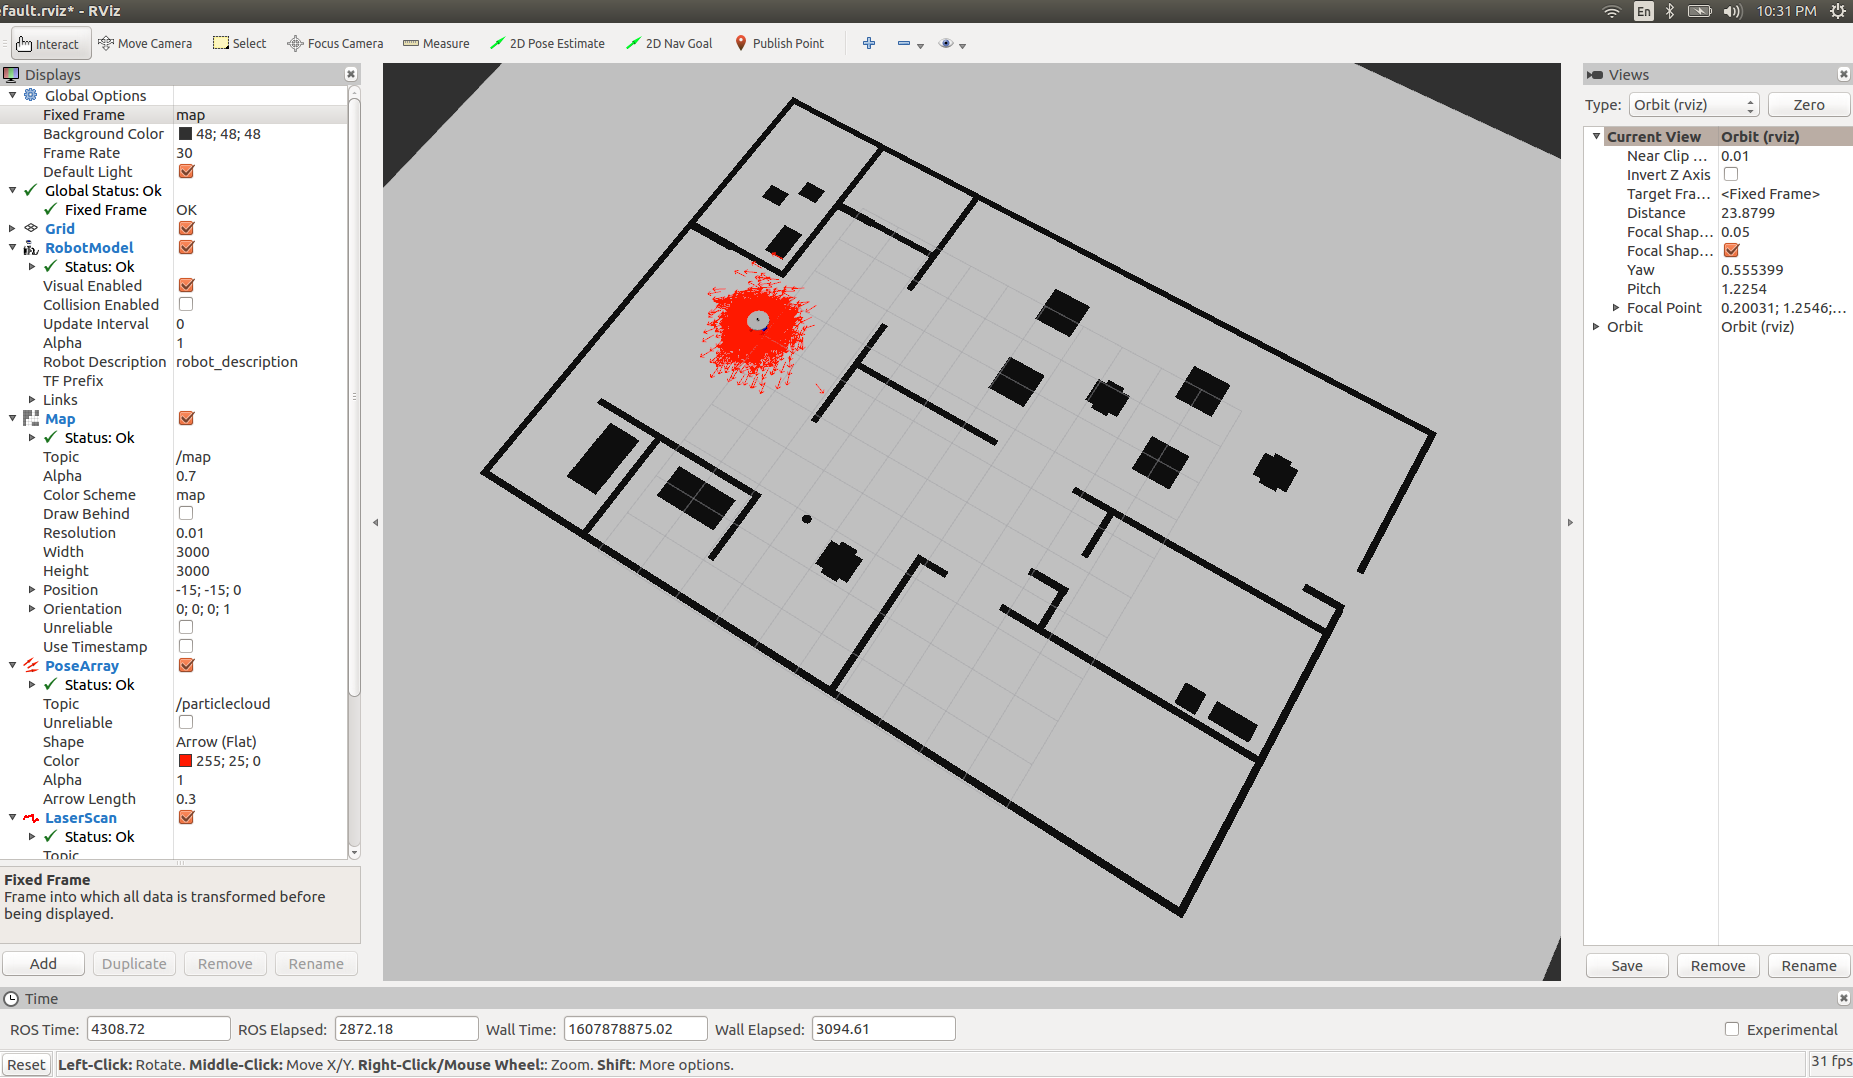 efault.rviz* - RViz
En 10:31 PM
Interact Move Camera Select Focus Camera Measure 2D Pose Estimate 2D Nav Goal Publish Point
Displays
Global Options
Fixed Frame map
Background Color 48; 48; 48
Frame Rate 30
Default Light
Global Status: Ok
Fixed Frame OK
Grid
RobotModel
Status: Ok
Visual Enabled
Collision Enabled
Update Interval 0
Alpha 1
Robot Description robot_description
TF Prefix
Links
Map
Status: Ok
Topic /map
Alpha 0.7
Color Scheme map
Draw Behind
Resolution 0.01
Width 3000
Height 3000
Position -15; -15; 0
Orientation 0; 0; 0; 1
Unreliable
Use Timestamp
PoseArray
Status: Ok
Topic /particlecloud
Unreliable
Shape Arrow (Flat)
Color 255; 25; 0
Alpha 1
Arrow Length 0.3
LaserScan
Status: Ok
Topic
Fixed Frame
Frame into which all data is transformed before
being displayed.
Add Duplicate Remove Rename
Views
Type: Orbit (rviz) Zero
Current View Orbit (rviz)
Near Clip ... 0.01
Invert Z Axis
Target Fra... <Fixed Frame>
Distance 23.8799
Focal Shap... 0.05
Focal Shap...
Yaw 0.555399
Pitch 1.2254
Focal Point 0.20031; 1.2546;...
Orbit Orbit (rviz)
Save Remove Rename
Time
ROS Time: 4308.72 ROS Elapsed: 2872.18 Wall Time: 1607878875.02 Wall Elapsed: 3094.61 Experimental
Reset Left-Click: Rotate. Middle-Click: Move X/Y. Right-Click/Mouse Wheel:: Zoom. Shift: More options. 31 fps